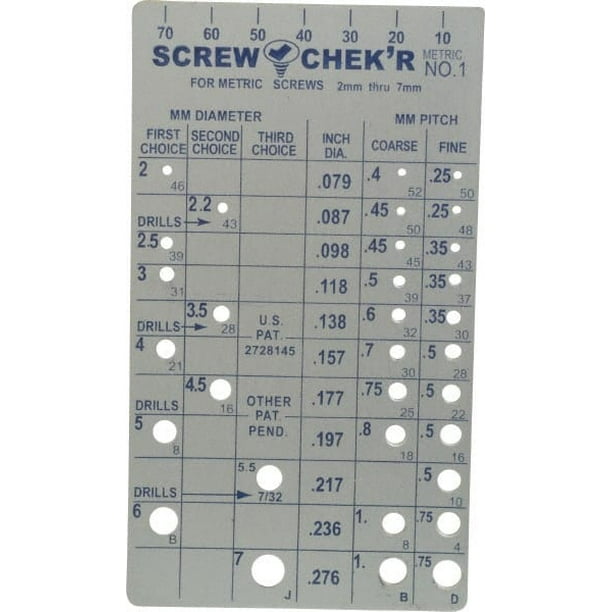 70 60 50 40 30 20 10
SCREW CHEK'R METRIC NO.1
FOR METRIC SCREWS 2mm thru 7mm
MM DIAMETER MM PITCH
FIRST CHOICE SECOND CHOICE THIRD CHOICE INCH DIA. COARSE FINE
2 46 .079 .4 52 .25 50
DRILLS 2.2 43 .087 .45 50 .25 48
2.5 39 .098 .45 45 .35 43
3 31 .118 .5 39 .35 37
DRILLS 3.5 28 .138 .6 32 .35 30
U.S. PAT. 2728145
4 21 .157 .7 30 .5 28
DRILLS 4.5 16 .177 .75 25 .5 22
OTHER PAT. PEND.
5 8 .197 .8 18 .5 16
DRILLS 5.5 7/32 .217 .5 10
6 B .236 1. 8 .75 4
7 J .276 1. B .75 D